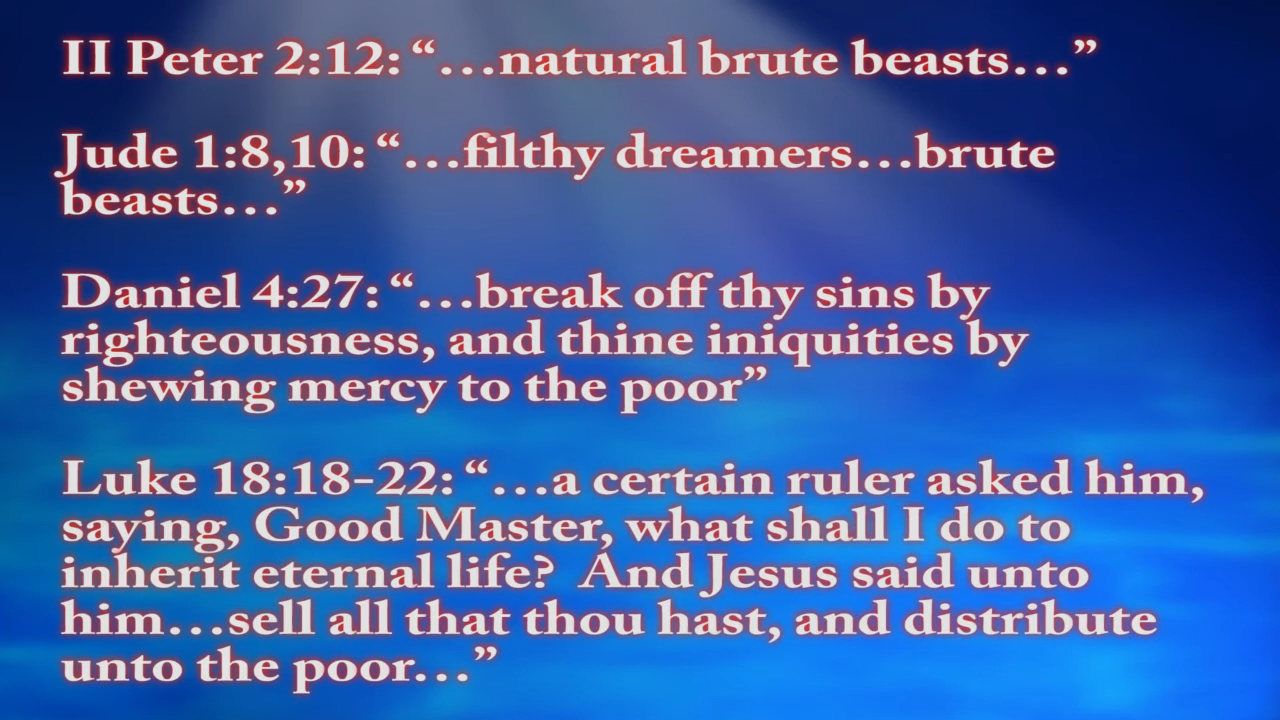 II Peter 2:12: “…natural brute beasts…”
Jude 1:8,10: “…filthy dreamers…brute
beasts…”
Daniel 4:27: “…break off thy sins by
righteousness, and thine iniquities by
shewing mercy to the poor”
Luke 18:18-22: “…a certain ruler asked him,
saying, Good Master, what shall I do to
inherit eternal life?  And Jesus said unto
him…sell all that thou hast, and distribute
unto the poor…”